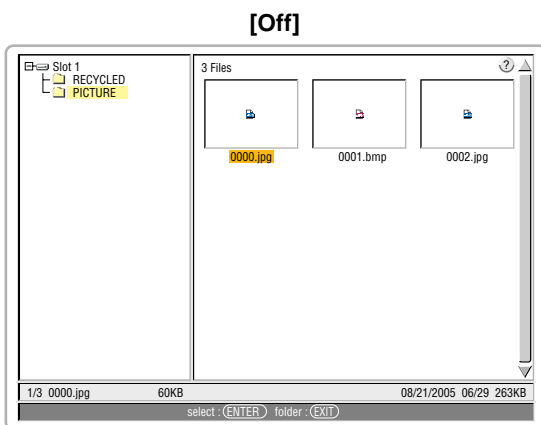 [Off]
Slot 1
RECYCLED
PICTURE
3 Files
?
0000.jpg 0001.bmp 0002.jpg
1/3 0000.jpg 60KB 08/21/2005 06/29 263KB
select : ENTER folder : EXIT